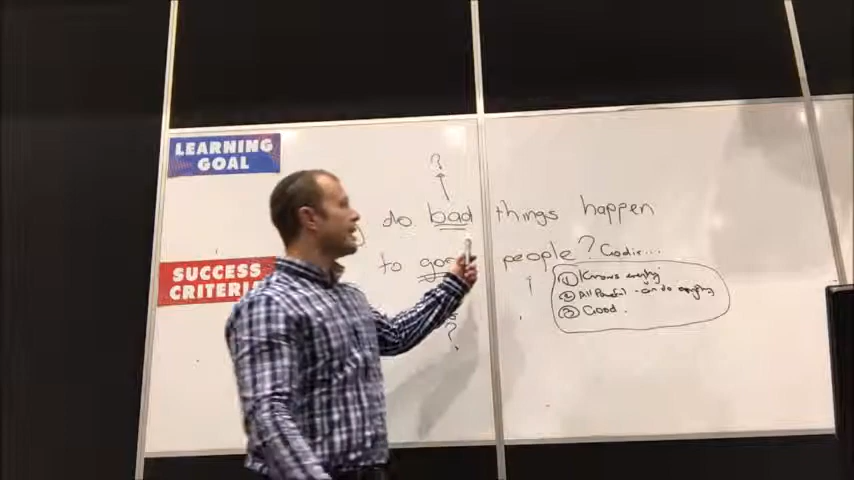 LEARNING
GOAL
?
do bad things happen
to people? God is...
① Knows everything
② All Powerful - can do anything
③ Good
SUCCESS
CRITERIA
?